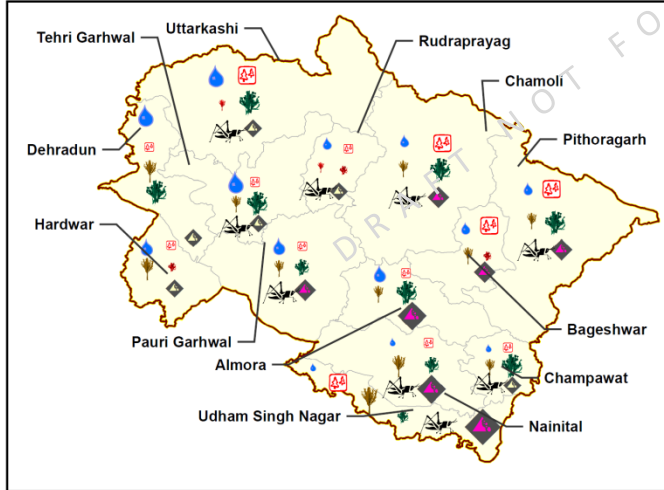 Uttarkashi
Tehri Garhwal
Rudraprayag
Chamoli
Pithoragarh
Dehradun
Hardwar
Pauri Garhwal
Almora
Bageshwar
Champawat
Udham Singh Nagar
Nainital
DRAFT NOT FO